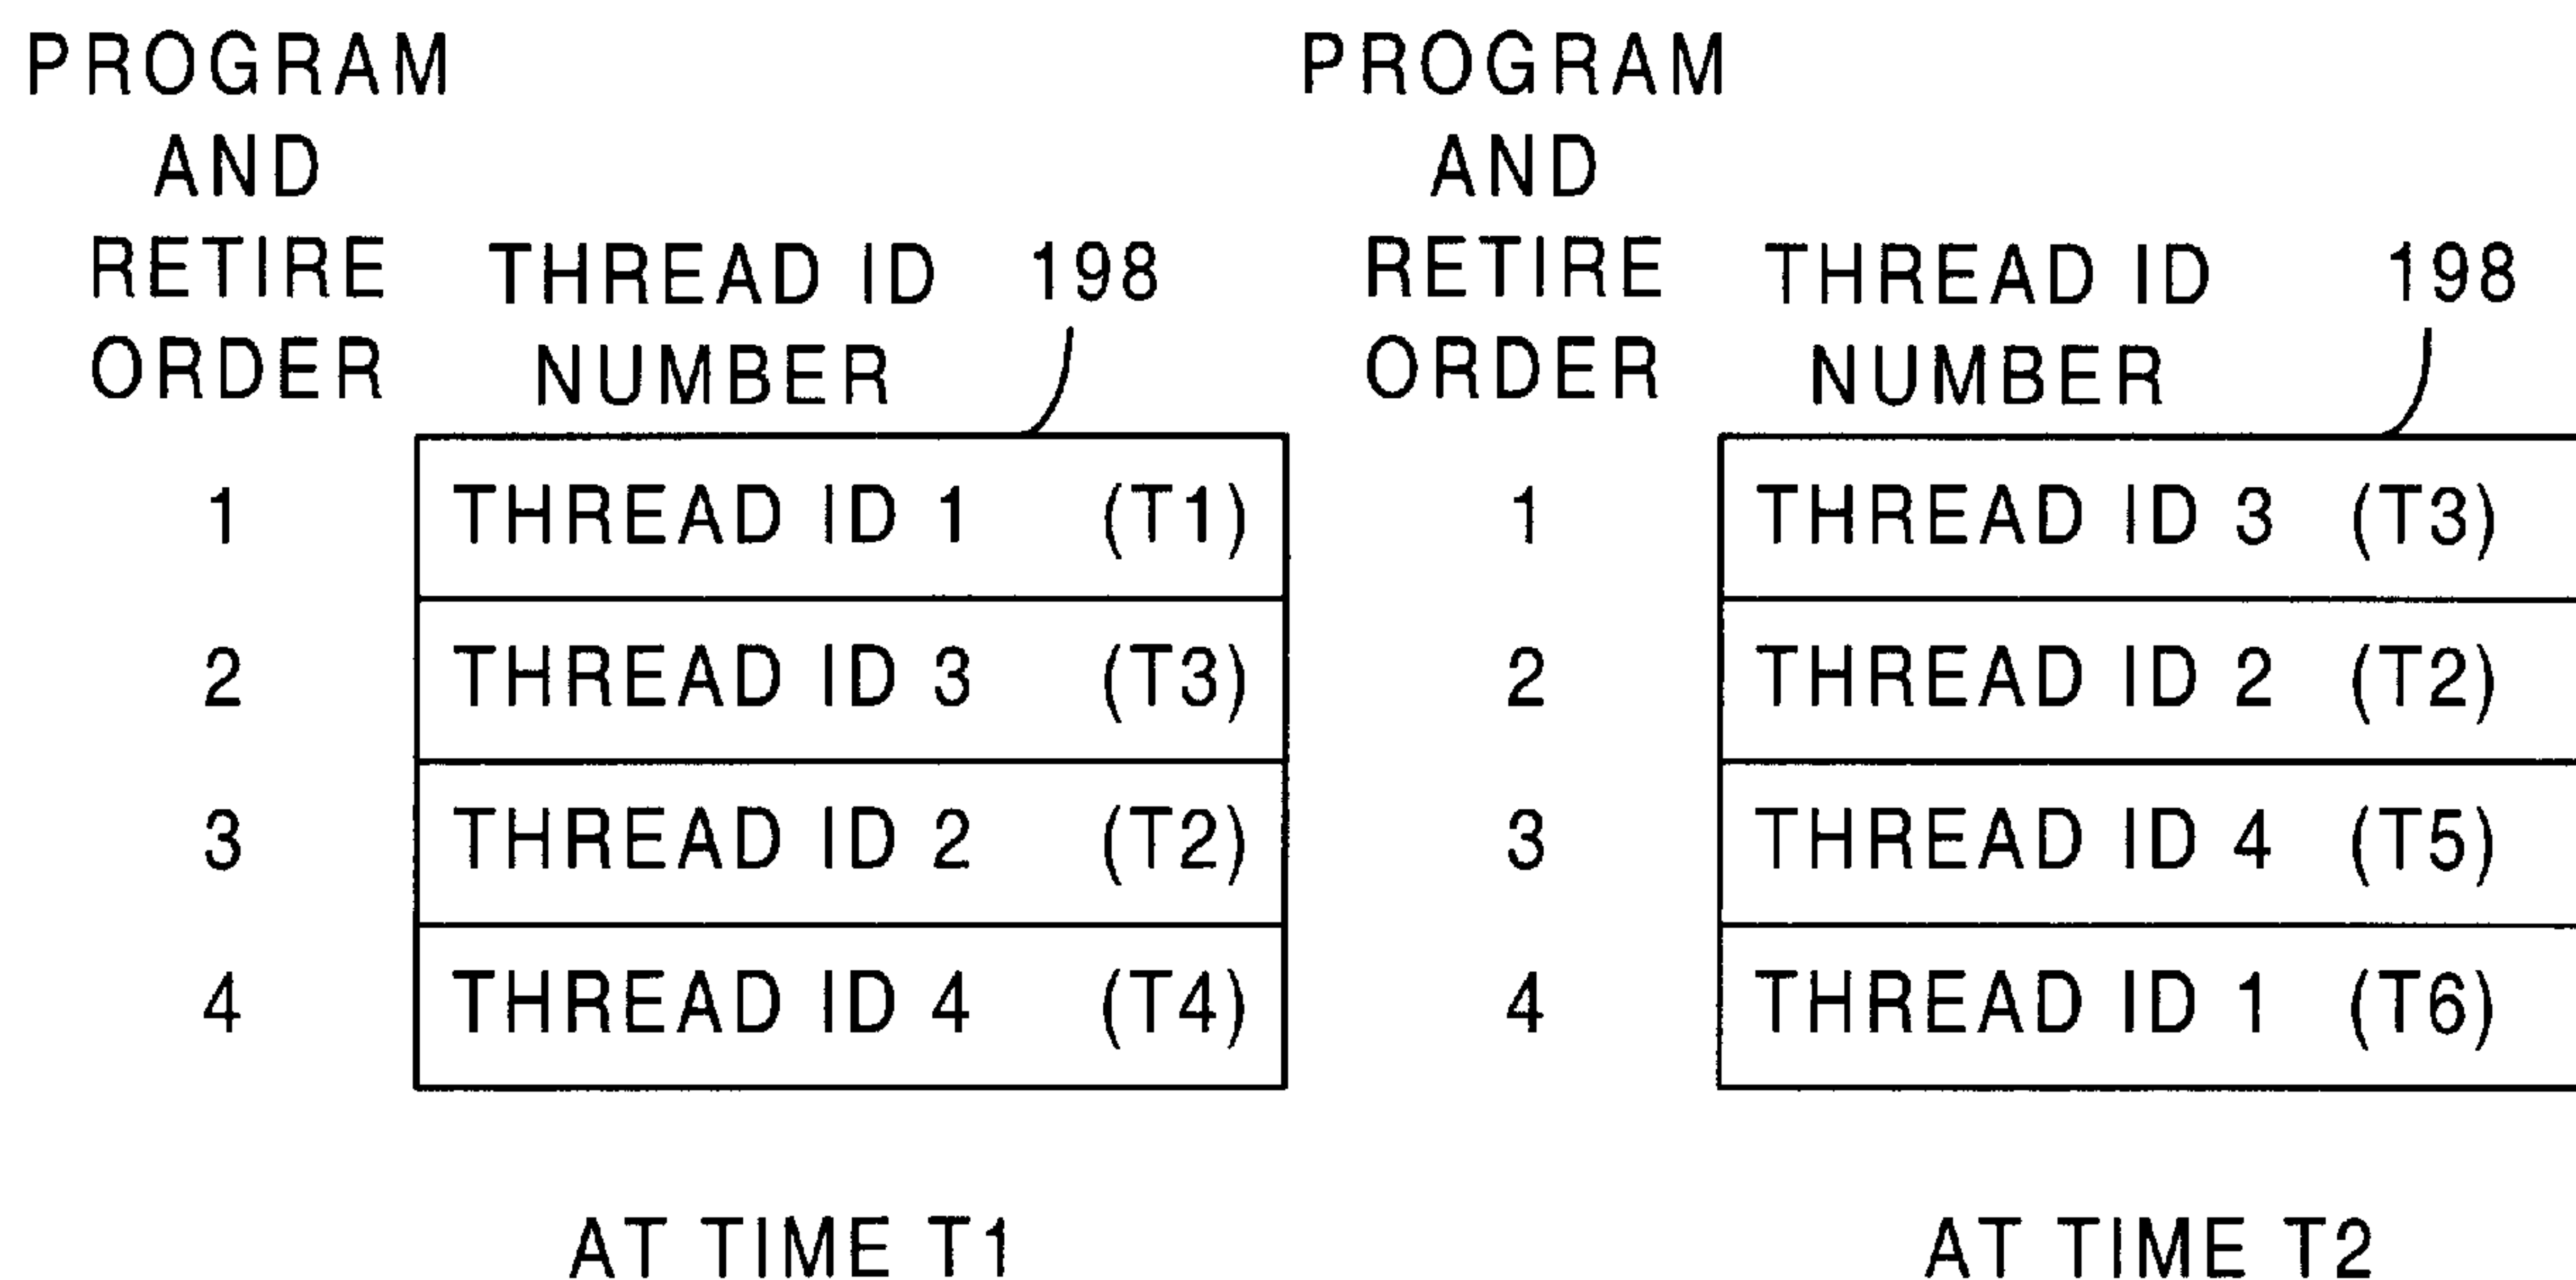 PROGRAM
AND
RETIRE
ORDER
THREAD ID
NUMBER
198
1 THREAD ID 1 (T1)
2 THREAD ID 3 (T3)
3 THREAD ID 2 (T2)
4 THREAD ID 4 (T4)
AT TIME T1
PROGRAM
AND
RETIRE
ORDER
THREAD ID
NUMBER
198
1 THREAD ID 3 (T3)
2 THREAD ID 2 (T2)
3 THREAD ID 4 (T5)
4 THREAD ID 1 (T6)
AT TIME T2